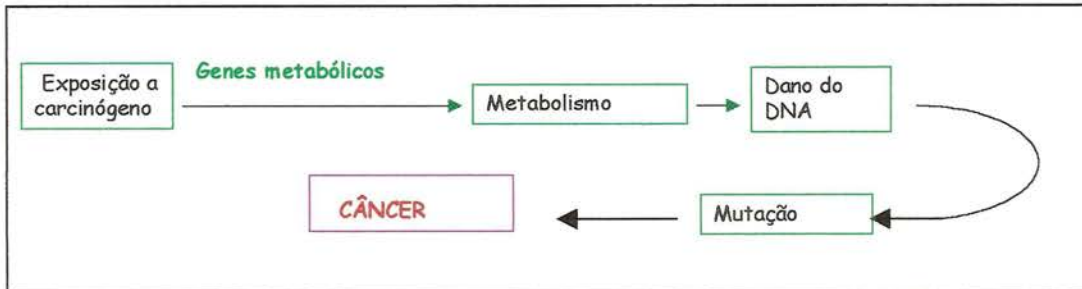 Exposição a
carcinógeno
Genes metabólicos
Metabolismo
Dano do
DNA
Mutação
CÂNCER